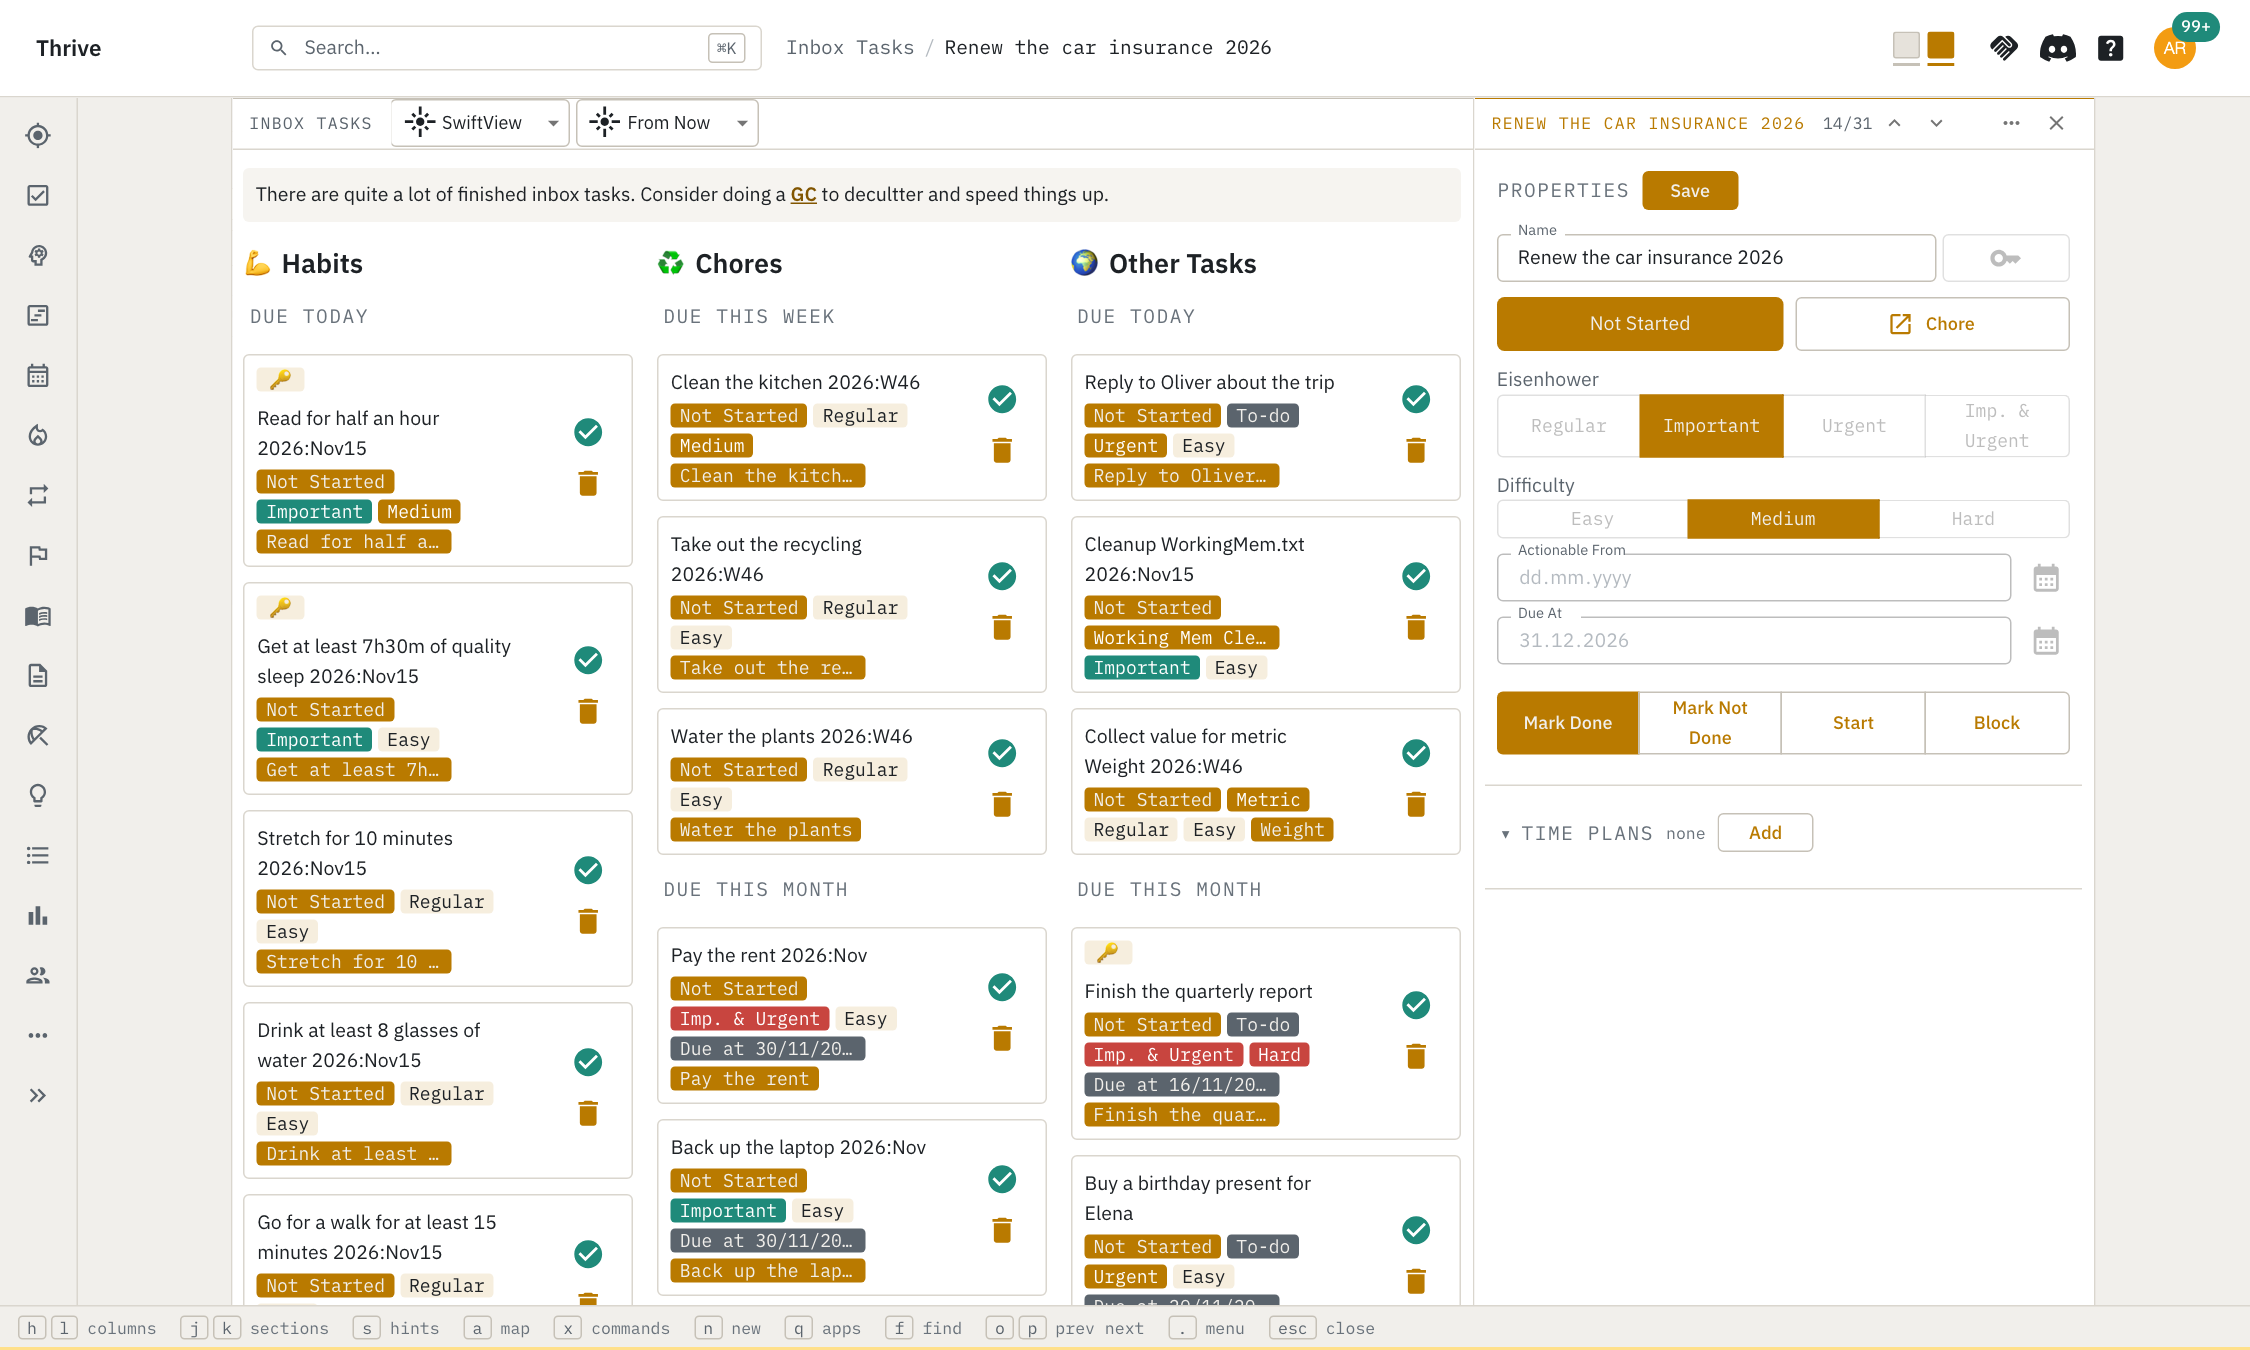 Thrive
Search...
⌘K
Inbox Tasks / Renew the car insurance 2026
AR
99+
INBOX TASKS
SwiftView
From Now
There are quite a lot of finished inbox tasks. Consider doing a GC to decultter and speed things up.
Habits
DUE TODAY
Read for half an hour
2026:Nov15
Not Started
Important Medium
Read for half a…
Get at least 7h30m of quality
sleep 2026:Nov15
Not Started
Important Easy
Get at least 7h…
Stretch for 10 minutes
2026:Nov15
Not Started Regular
Easy
Stretch for 10 …
Drink at least 8 glasses of
water 2026:Nov15
Not Started Regular
Easy
Drink at least …
Go for a walk for at least 15
minutes 2026:Nov15
Not Started Regular
Chores
DUE THIS WEEK
Clean the kitchen 2026:W46
Not Started Regular
Medium
Clean the kitch…
Take out the recycling
2026:W46
Not Started Regular
Easy
Take out the re…
Water the plants 2026:W46
Not Started Regular
Easy
Water the plants
DUE THIS MONTH
Pay the rent 2026:Nov
Not Started
Imp. & Urgent Easy
Due at 30/11/20…
Pay the rent
Back up the laptop 2026:Nov
Not Started
Important Easy
Due at 30/11/20…
Back up the lap…
Other Tasks
DUE TODAY
Reply to Oliver about the trip
Not Started To-do
Urgent Easy
Reply to Oliver…
Cleanup WorkingMem.txt
2026:Nov15
Not Started
Working Mem Cle…
Important Easy
Collect value for metric
Weight 2026:W46
Not Started Metric
Regular Easy Weight
DUE THIS MONTH
Finish the quarterly report
Not Started To-do
Imp. & Urgent Hard
Due at 16/11/20…
Finish the quar…
Buy a birthday present for
Elena
Not Started To-do
Urgent Easy
RENEW THE CAR INSURANCE 2026 14/31
PROPERTIES Save
Name
Renew the car insurance 2026
Not Started
Chore
Eisenhower
Regular
Important
Urgent
Imp. &
Urgent
Difficulty
Easy
Medium
Hard
Actionable From
dd.mm.yyyy
Due At
31.12.2026
Mark Done
Mark Not
Done
Start
Block
TIME PLANS none Add
h l columns j k sections s hints a map x commands n new q apps f find o p prev next . menu esc close